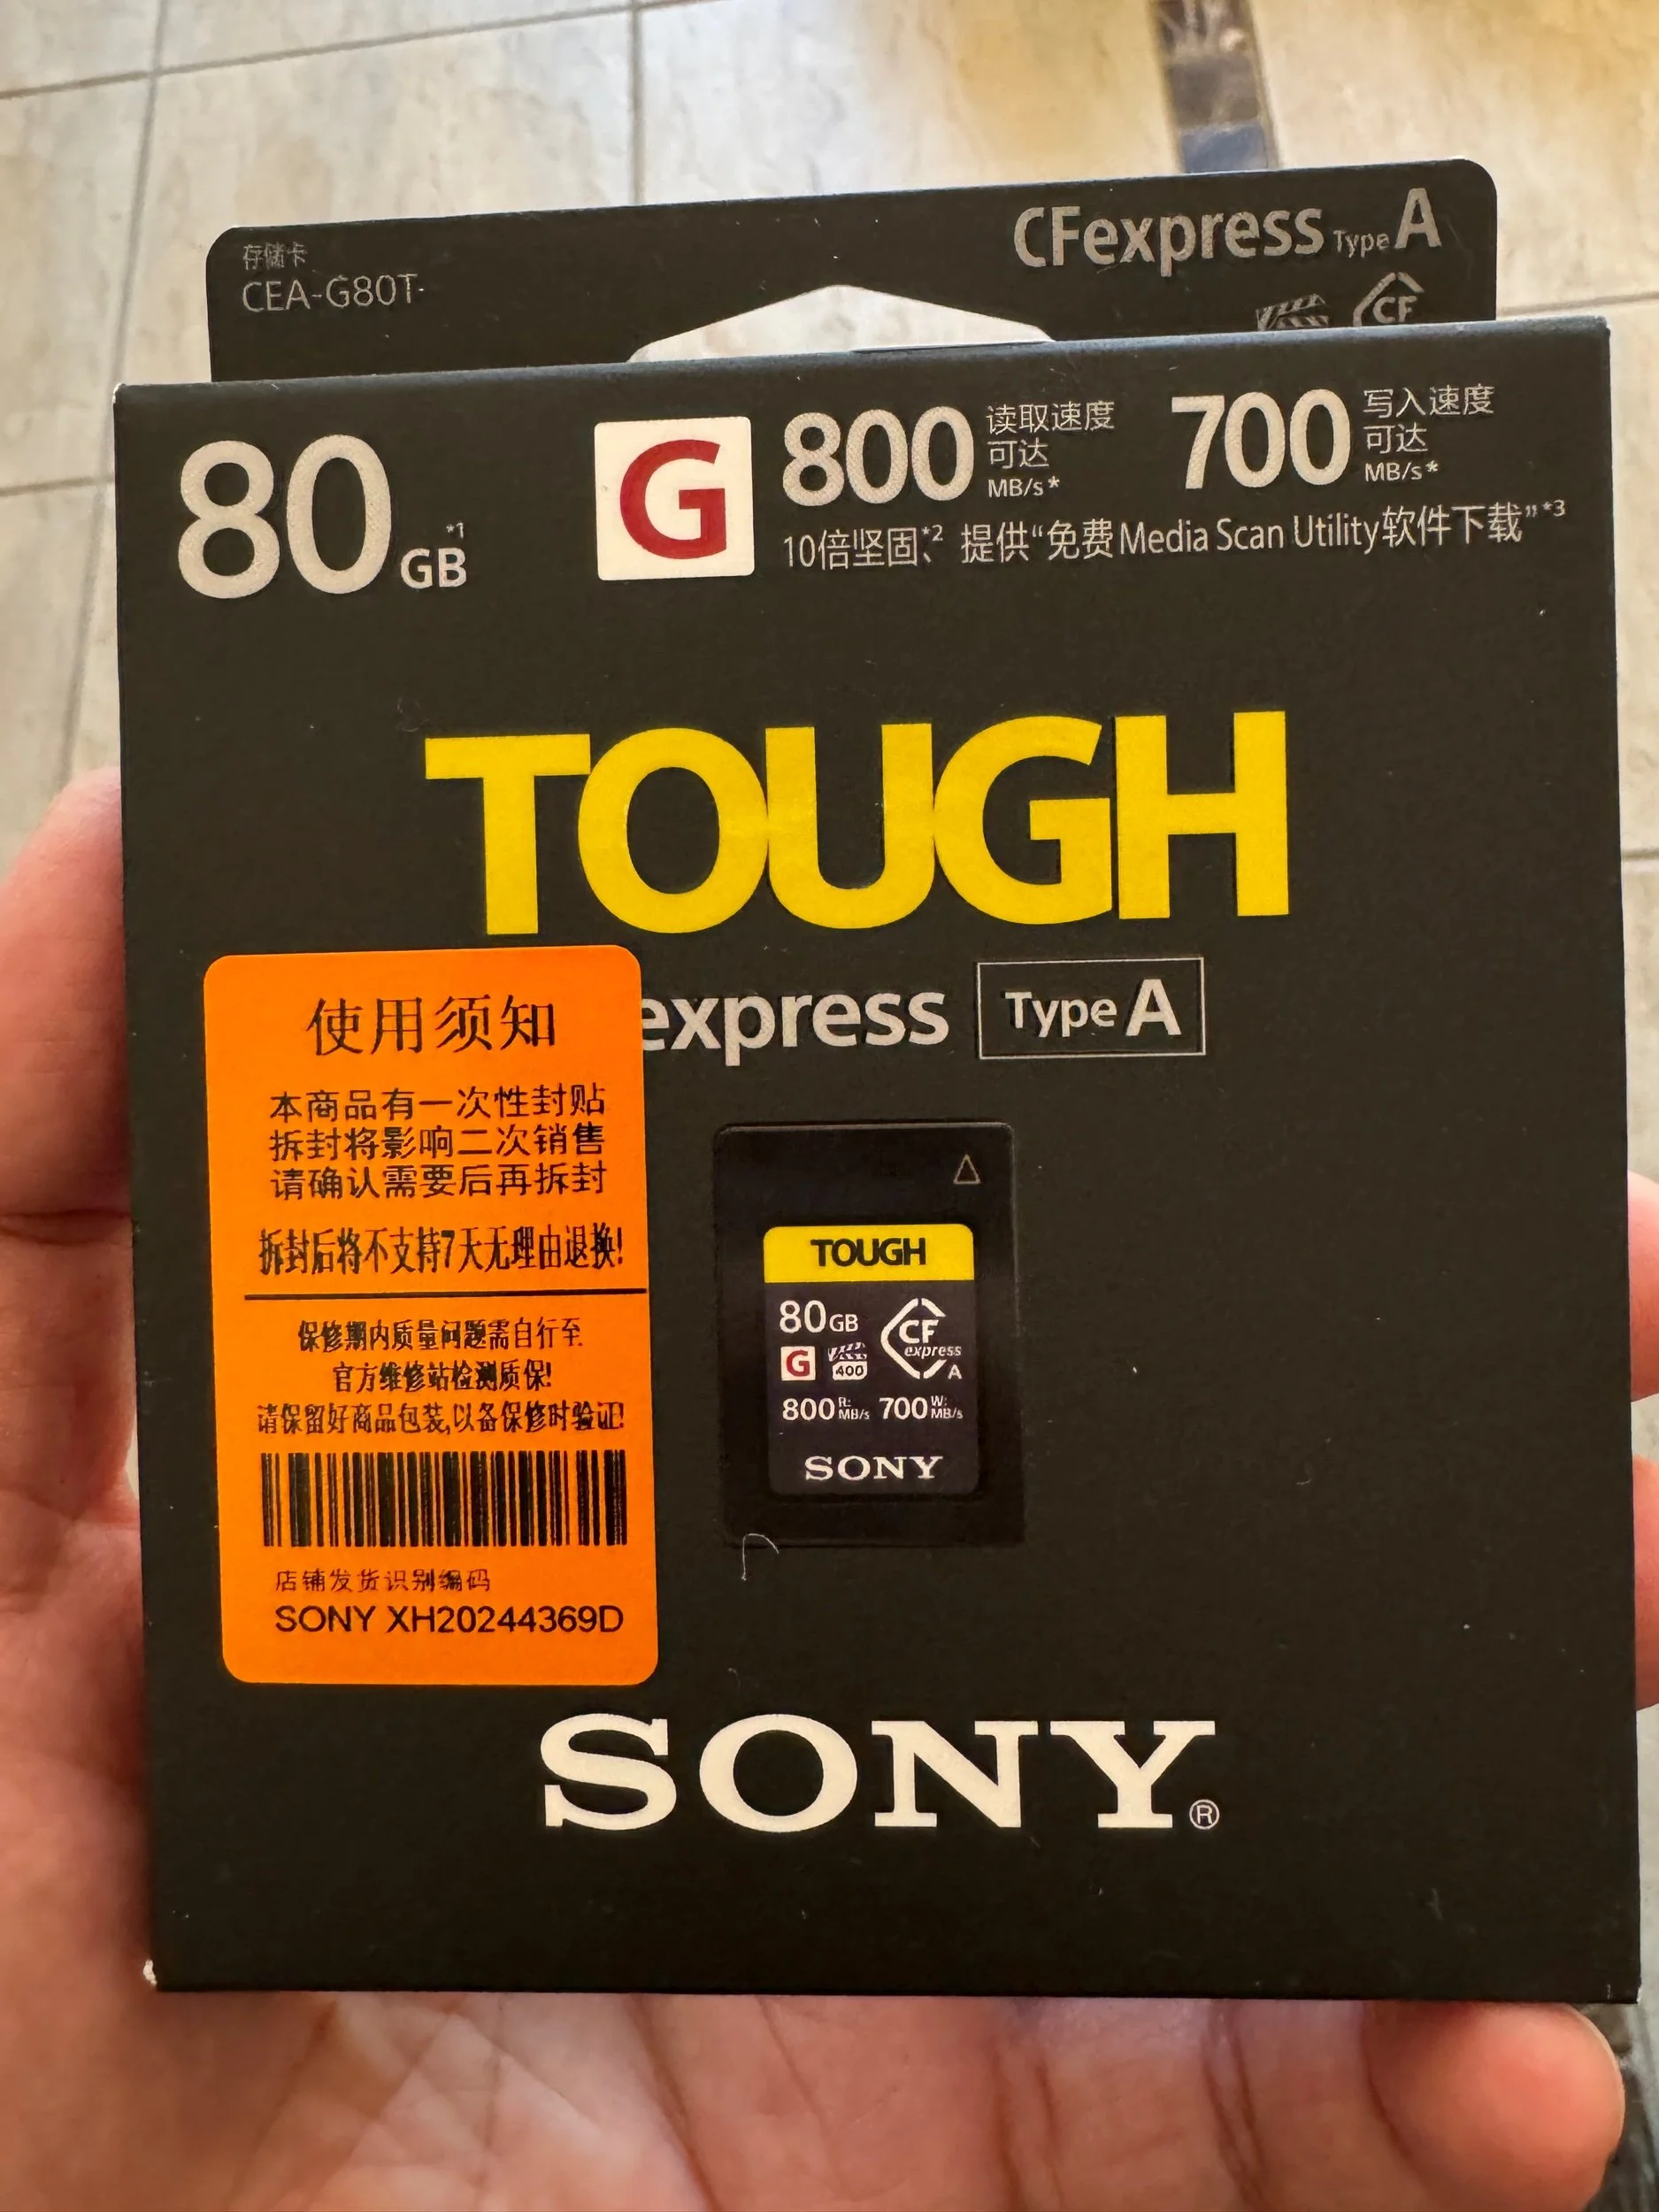 存储卡
CEA-G80T
CFexpress Type A
CF
80GB*1
G
800 读取速度可达 MB/s*
700 写入速度可达 MB/s*
10倍坚固*2、提供“免费Media Scan Utility软件下载”*3
TOUGH
express Type A
使用须知
本商品有一次性封贴
拆封将影响二次销售
请确认需要后再拆封
拆封后将不支持7天无理由退换!
保修期内质量问题需自行至
官方维修站检测质保!
请保留好商品包装,以备保修时验证!
店铺发货识别编码
SONY XH20244369D
TOUGH
80GB
CF express A
G 400
800 R: MB/s 700 W: MB/s
SONY
SONY®